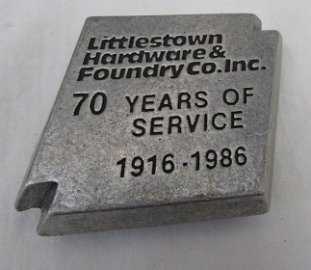 Littlestown
Hardware &
Foundry Co. Inc.
70 YEARS OF
SERVICE
1916-1986